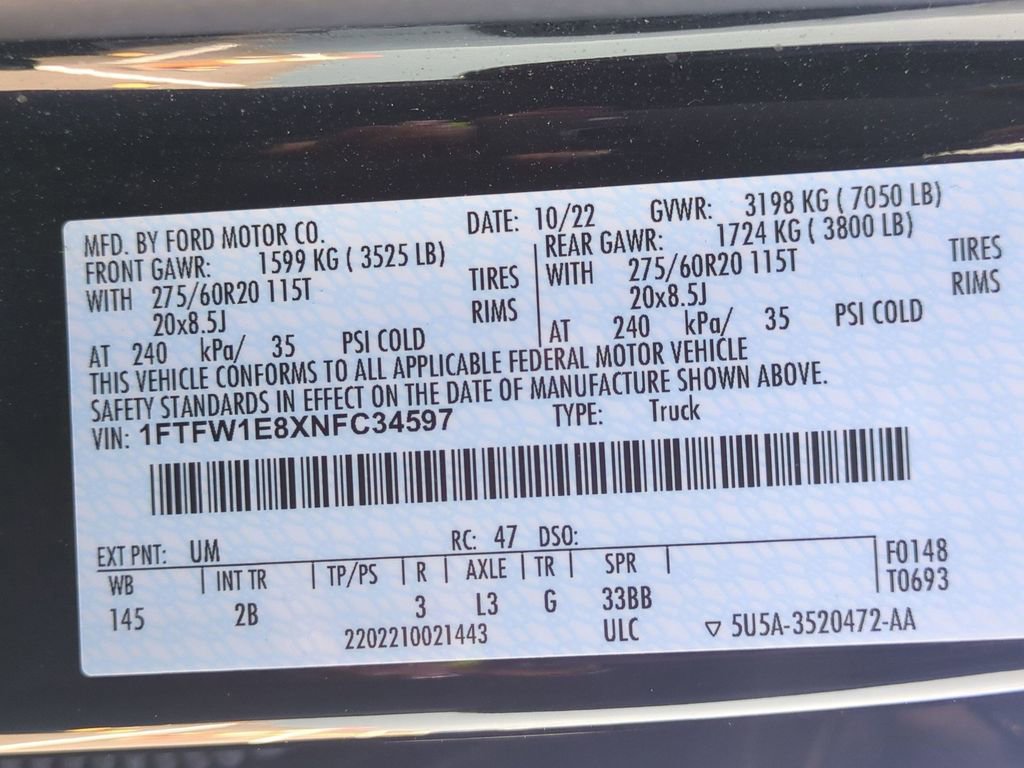 MFD. BY FORD MOTOR CO. DATE: 10/22 GVWR: 3198 KG ( 7050 LB)
FRONT GAWR: 1599 KG ( 3525 LB) REAR GAWR: 1724 KG ( 3800 LB)
WITH 275/60R20 115T TIRES WITH 275/60R20 115T TIRES
20x8.5J RIMS 20x8.5J RIMS
AT 240 kPa/ 35 PSI COLD AT 240 kPa/ 35 PSI COLD
THIS VEHICLE CONFORMS TO ALL APPLICABLE FEDERAL MOTOR VEHICLE
SAFETY STANDARDS IN EFFECT ON THE DATE OF MANUFACTURE SHOWN ABOVE.
VIN: 1FTFW1E8XNFC34597 TYPE: Truck
EXT PNT: UM RC: 47 DSO:
WB INT TR TP/PS R AXLE TR SPR F0148
145 2B 3 L3 G 33BB T0693
2202210021443 ULC ▽ 5U5A-3520472-AA